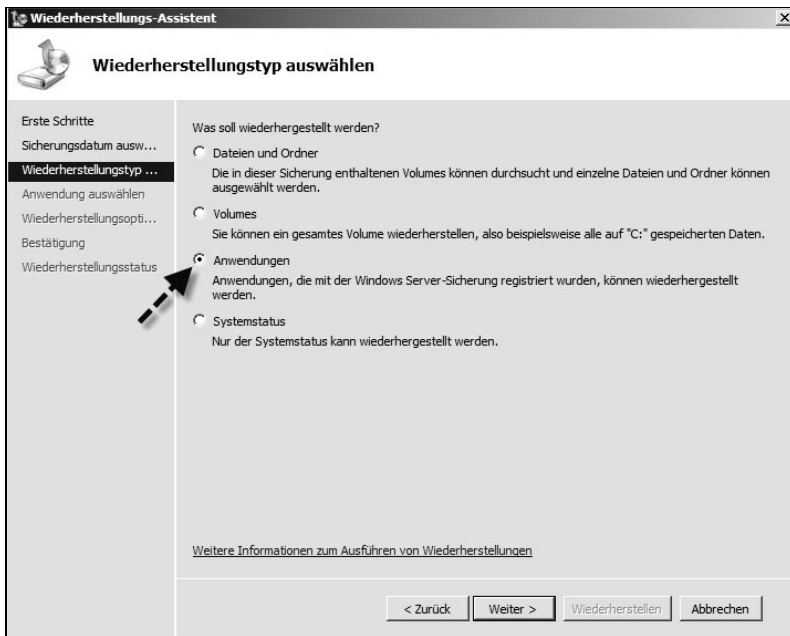 Wiederherstellungs-Assistent
Wiederherstellungstyp auswählen
Erste Schritte
Sicherungsdatum ausw...
Wiederherstellungstyp ...
Anwendung auswählen
Wiederherstellungsopti...
Bestätigung
Wiederherstellungsstatus
Was soll wiederhergestellt werden?
Dateien und Ordner
Die in dieser Sicherung enthaltenen Volumes können durchsucht und einzelne Dateien und Ordner können
ausgewählt werden.
Volumes
Sie können ein gesamtes Volume wiederherstellen, also beispielsweise alle auf "C:" gespeicherten Daten.
Anwendungen
Anwendungen, die mit der Windows Server-Sicherung registriert wurden, können wiederhergestellt
werden.
Systemstatus
Nur der Systemstatus kann wiederhergestellt werden.
Weitere Informationen zum Ausführen von Wiederherstellungen
< Zurück Weiter > Wiederherstellen Abbrechen